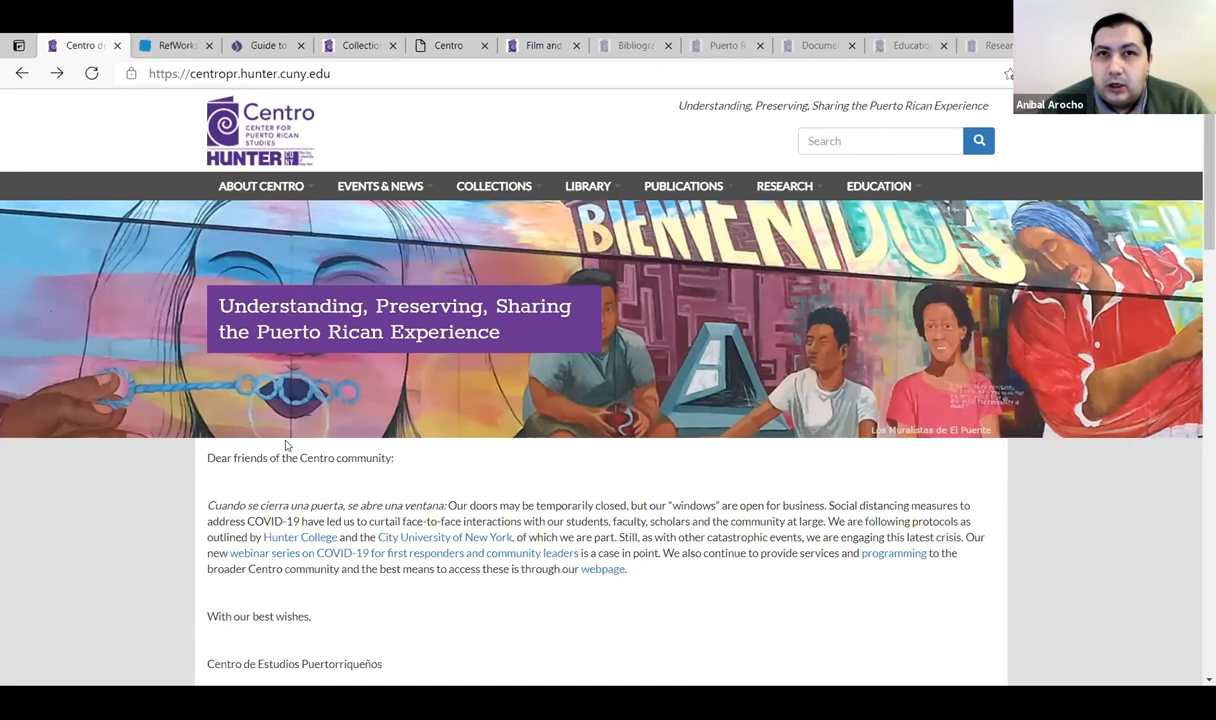 Centro d
RefWork
Guide to
Collectio
Centro
Film and
Bibliogra
Puerto R
Docume
Educatio
Resear
https://centropr.hunter.cuny.edu
Anibal Arocho
Centro
CENTER FOR
PUERTO RICAN
STUDIES
HUNTER
Understanding, Preserving, Sharing the Puerto Rican Experience
Search
ABOUT CENTRO
EVENTS & NEWS
COLLECTIONS
LIBRARY
PUBLICATIONS
RESEARCH
EDUCATION
BIENVENIDOS
Understanding, Preserving, Sharing
the Puerto Rican Experience
Los Muralistas de El Puente
Dear friends of the Centro community:
Cuando se cierra una puerta, se abre una ventana: Our doors may be temporarily closed, but our “windows” are open for business. Social distancing measures to
address COVID-19 have led us to curtail face-to-face interactions with our students, faculty, scholars and the community at large. We are following protocols as
outlined by Hunter College and the City University of New York, of which we are part. Still, as with other catastrophic events, we are engaging this latest crisis. Our
new webinar series on COVID-19 for first responders and community leaders is a case in point. We also continue to provide services and programming to the
broader Centro community and the best means to access these is through our webpage.
With our best wishes,
Centro de Estudios Puertorriqueños